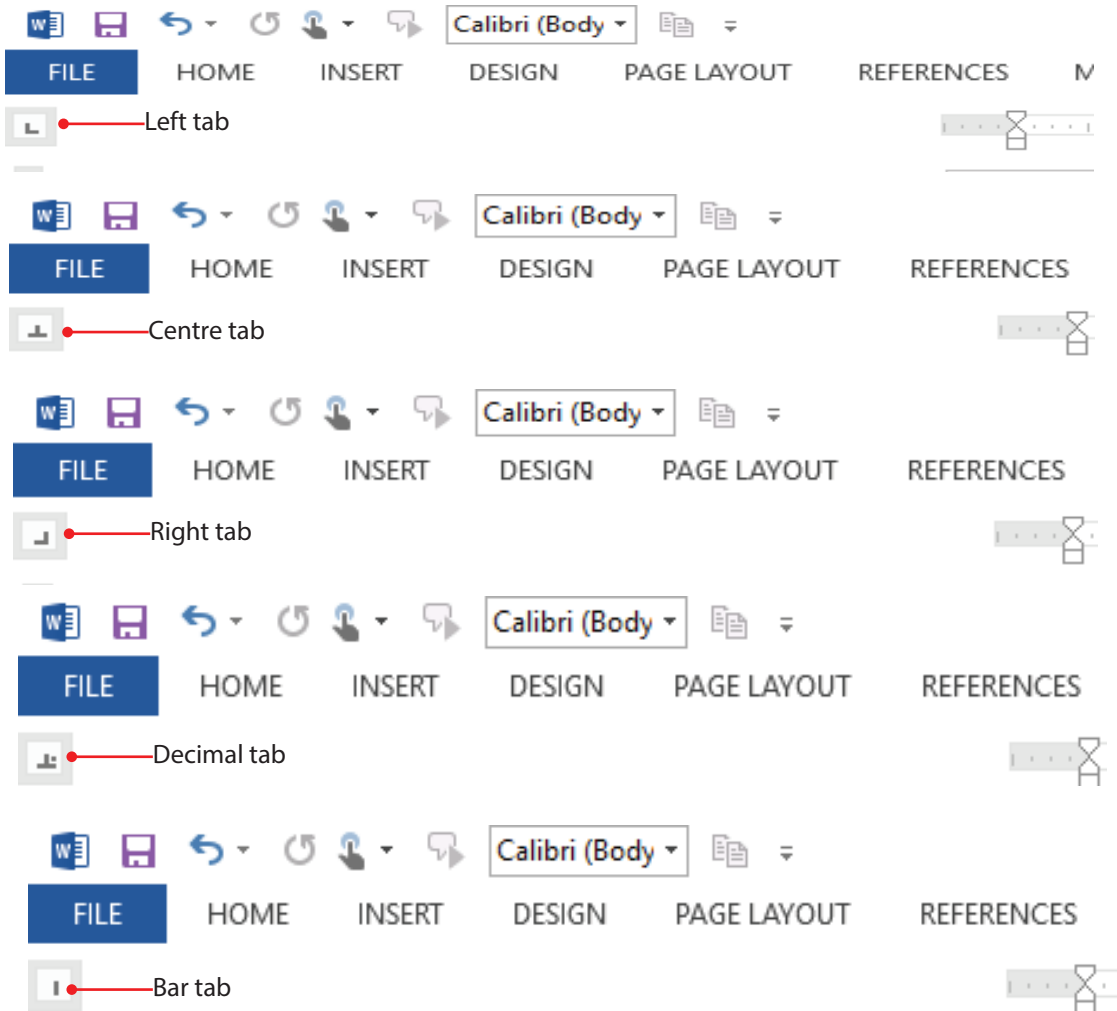 Calibri (Body
FILE HOME INSERT DESIGN PAGE LAYOUT REFERENCES M
Left tab
Calibri (Body
FILE HOME INSERT DESIGN PAGE LAYOUT REFERENCES
Centre tab
Calibri (Body
FILE HOME INSERT DESIGN PAGE LAYOUT REFERENCES
Right tab
Calibri (Body
FILE HOME INSERT DESIGN PAGE LAYOUT REFERENCES
Decimal tab
Calibri (Body
FILE HOME INSERT DESIGN PAGE LAYOUT REFERENCES
Bar tab